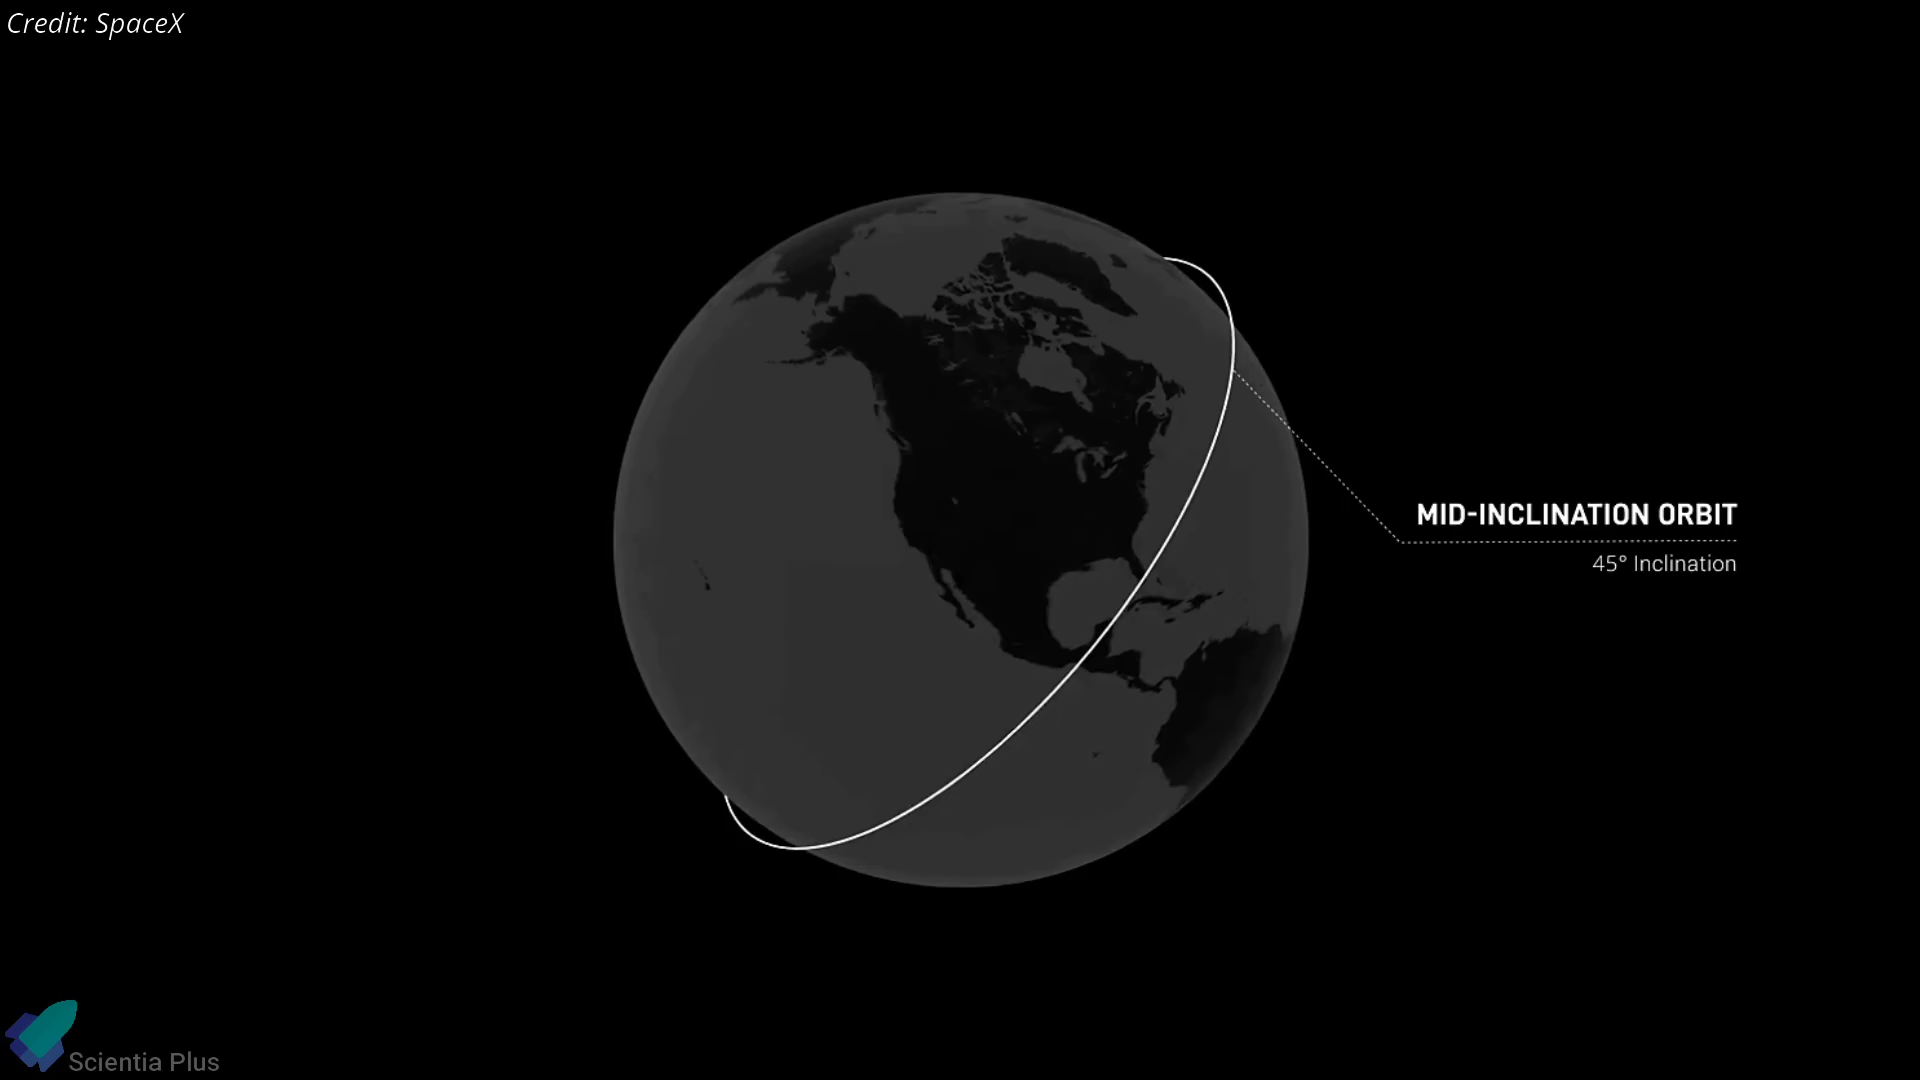 Credit: SpaceX
MID-INCLINATION ORBIT
45° Inclination
Scientia Plus